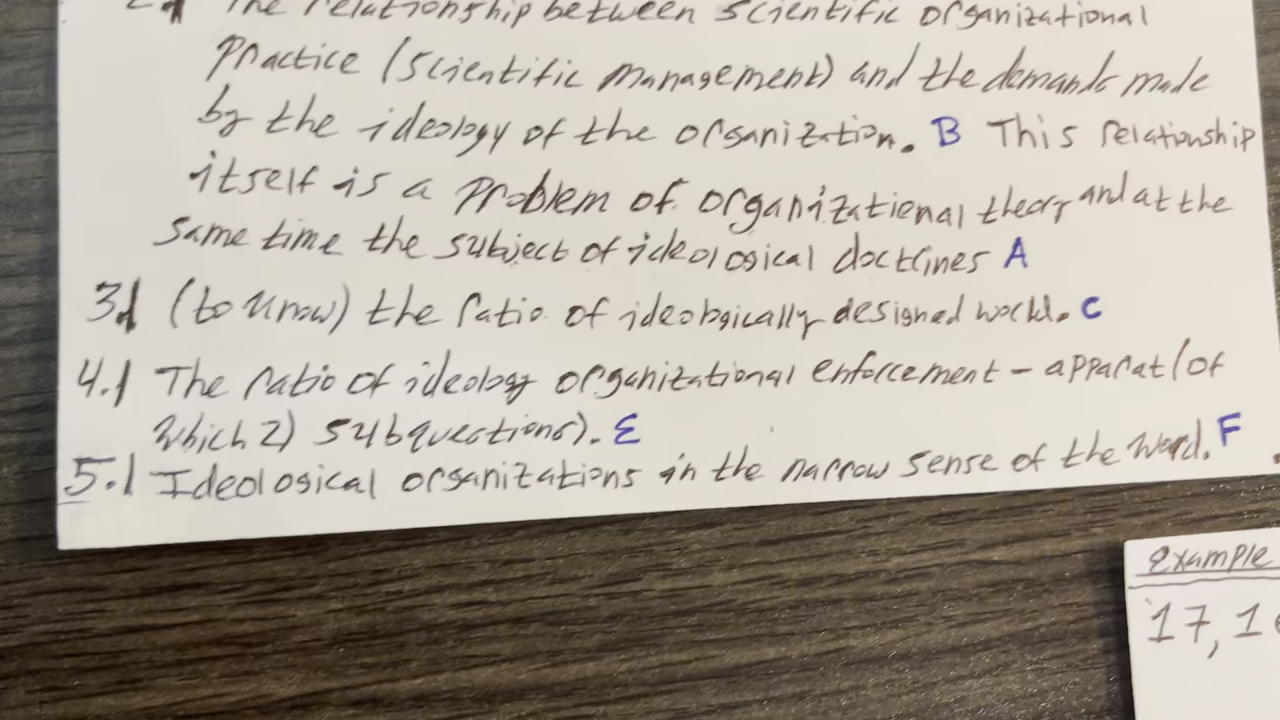 The relationship between scientific organizational
practice (scientific management) and the demands made
by the ideology of the organization. B This relationship
itself is a problem of organizational theory and at the
same time the subject of ideological doctrines A
3.1 (to know) the ratio of ideologically designed world. C
4.1 The ratio of ideology organizational enforcement - apparat (of
which 2) subquestions). E
5.1 Ideological organizations in the narrow sense of the word. F
example
17,1